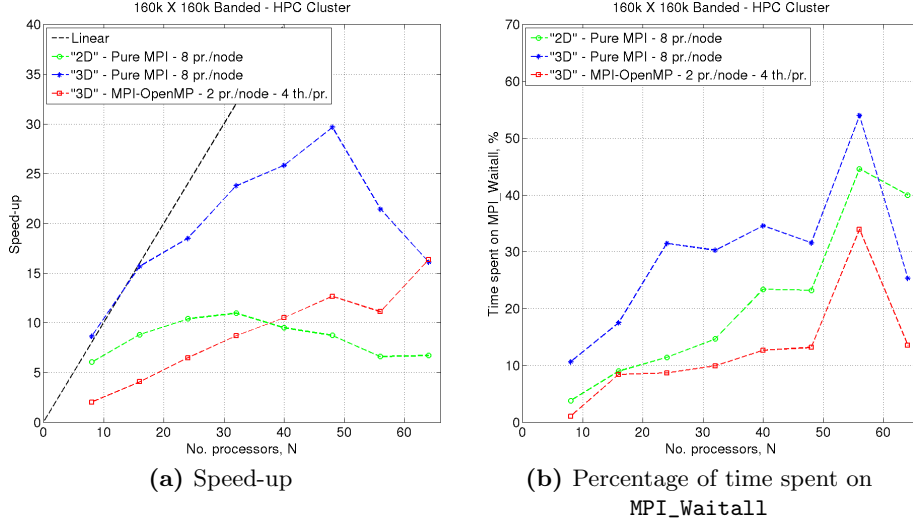 160k X 160k Banded - HPC Cluster
40
35
30
25
20
15
10
5
0
Speed-up
Linear
"2D" - Pure MPI - 8 pr./node
"3D" - Pure MPI - 8 pr./node
"3D" - MPI-OpenMP - 2 pr./node - 4 th./pr.
0 10 20 30 40 50 60
No. processors, N
(a) Speed-up
160k X 160k Banded - HPC Cluster
70
60
50
40
30
20
10
0
Time spent on MPI_Waitall, %
"2D" - Pure MPI - 8 pr./node
"3D" - Pure MPI - 8 pr./node
"3D" - MPI-OpenMP - 2 pr./node - 4 th./pr.
0 10 20 30 40 50 60
No. processors, N
(b) Percentage of time spent on
MPI_Waitall